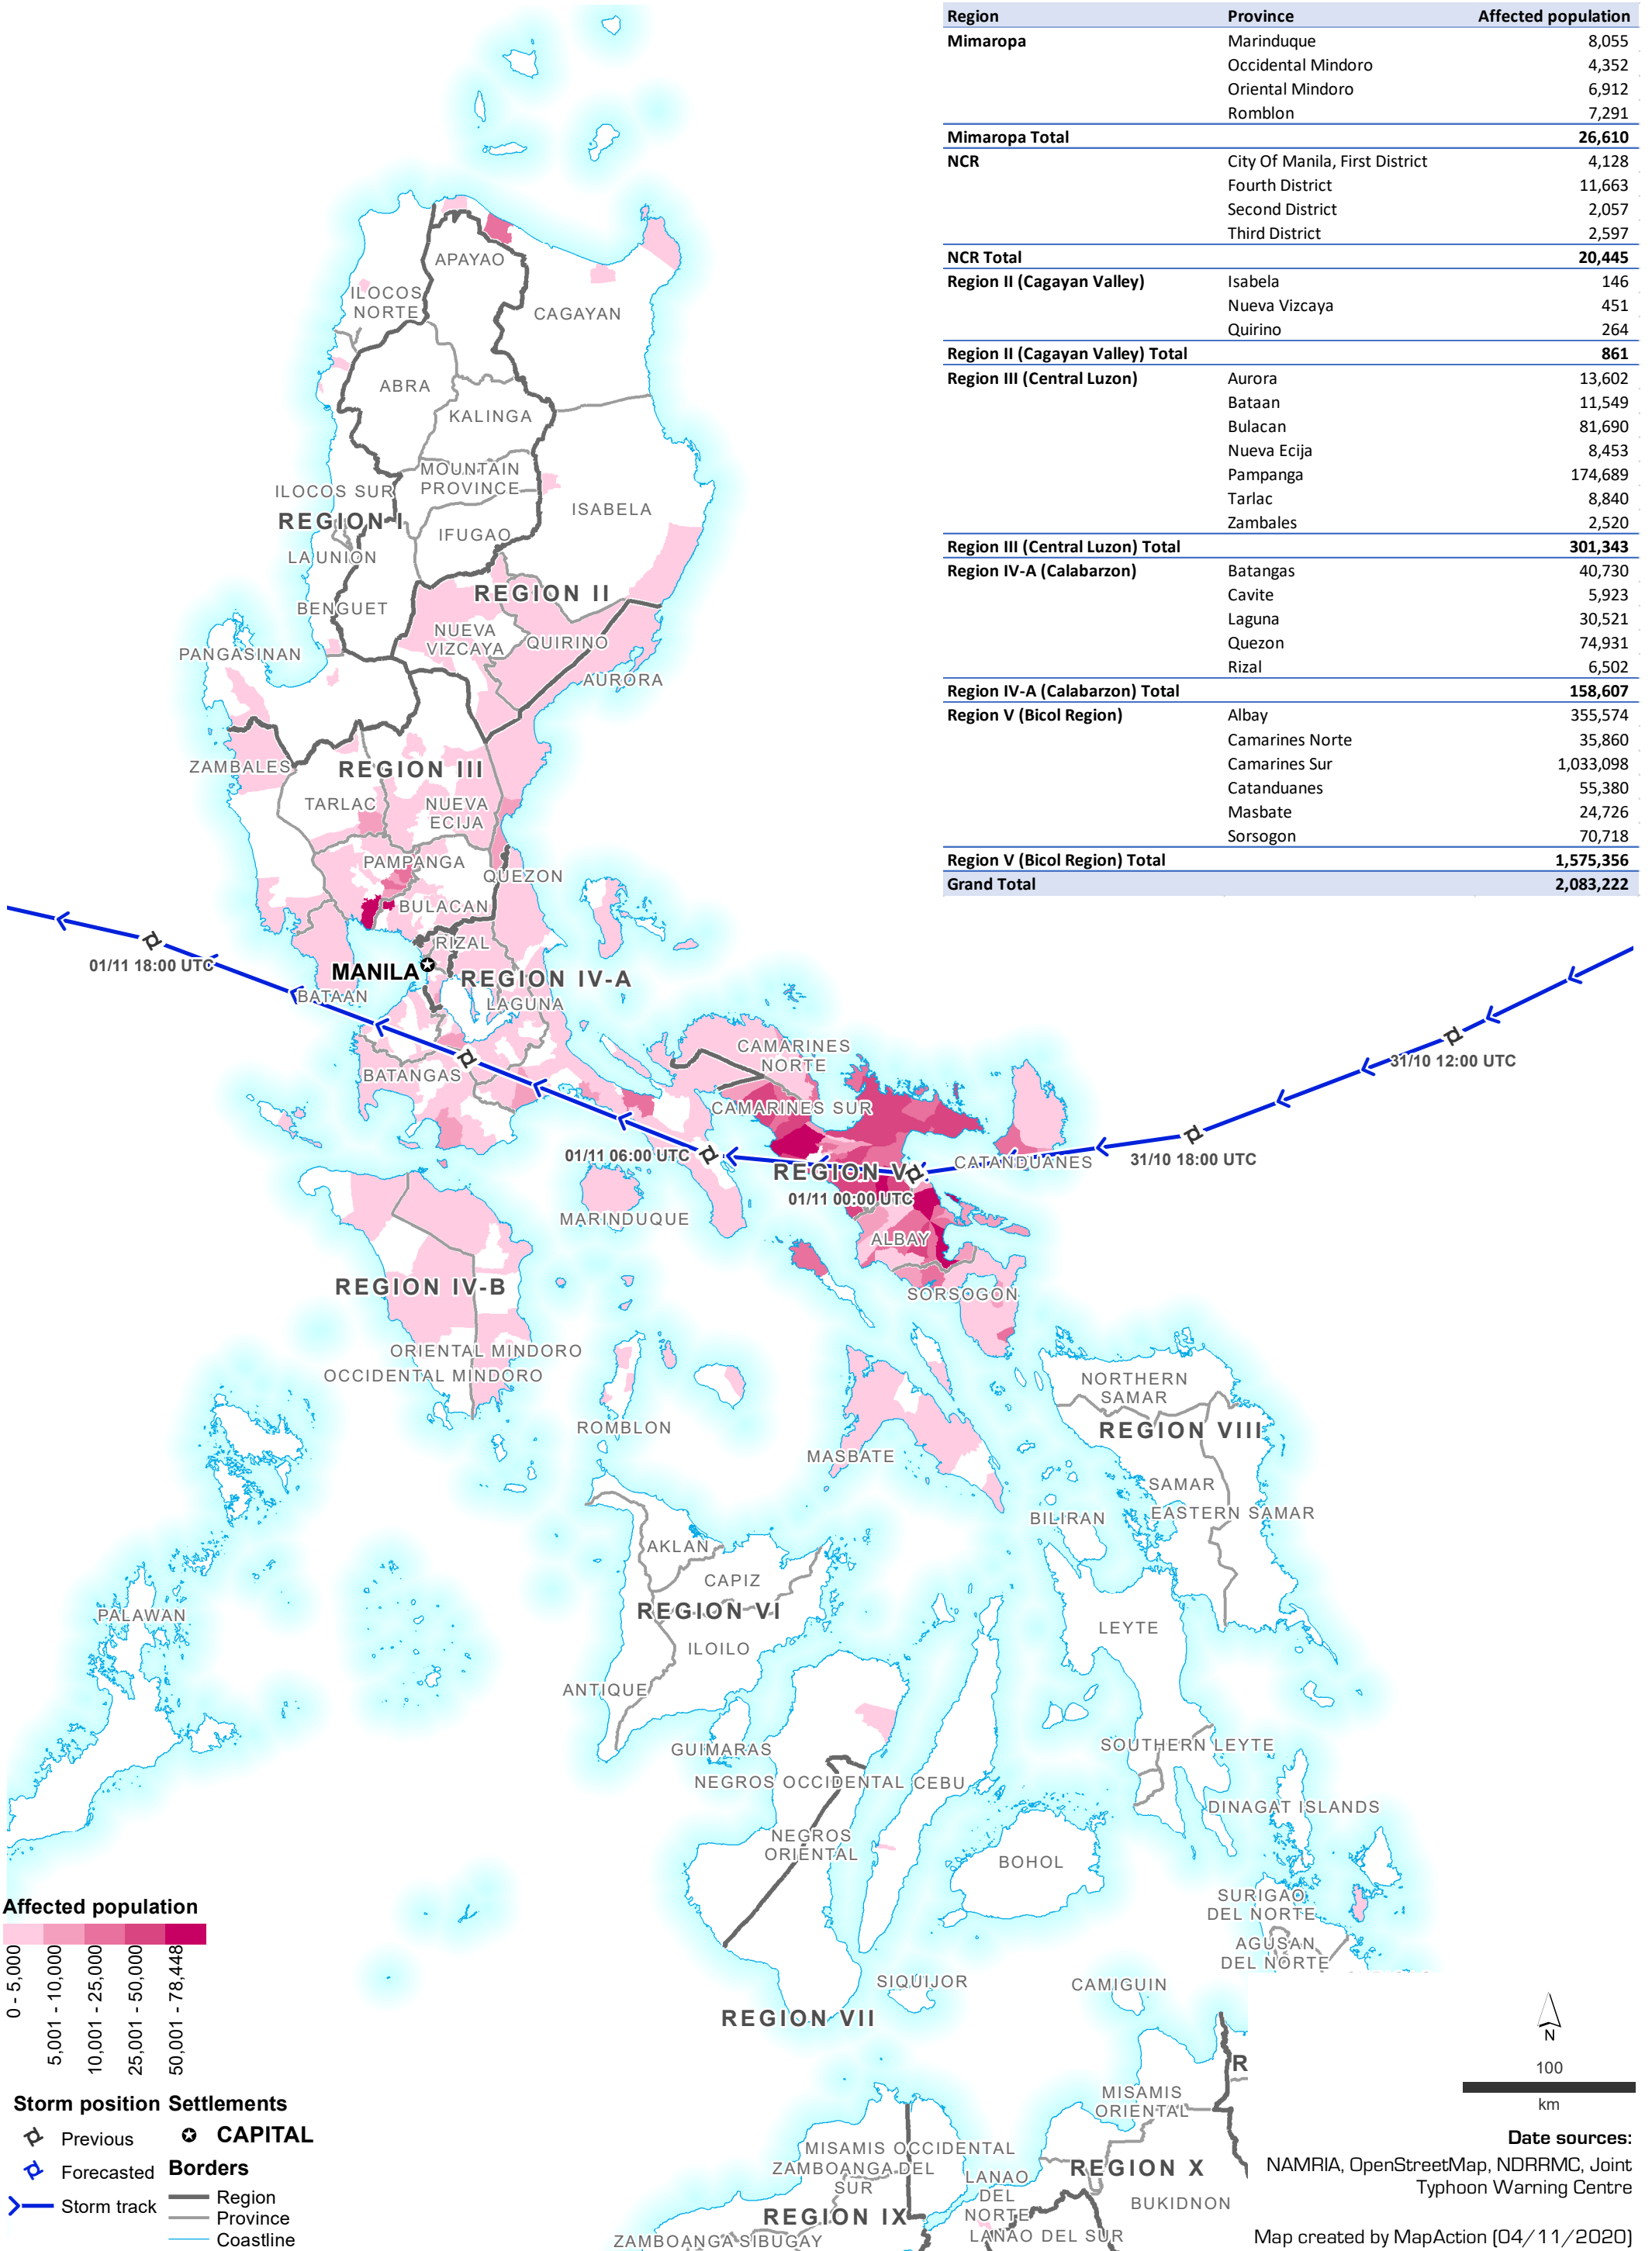 Region Province Affected population
Mimaropa Marinduque 8,055
Occidental Mindoro 4,352
Oriental Mindoro 6,912
Romblon 7,291
Mimaropa Total 26,610
NCR City Of Manila, First District 4,128
Fourth District 11,663
Second District 2,057
Third District 2,597
NCR Total 20,445
Region II (Cagayan Valley) Isabela 146
Nueva Vizcaya 451
Quirino 264
Region II (Cagayan Valley) Total 861
Region III (Central Luzon) Aurora 13,602
Bataan 11,549
Bulacan 81,690
Nueva Ecija 8,453
Pampanga 174,689
Tarlac 8,840
Zambales 2,520
Region III (Central Luzon) Total 301,343
Region IV-A (Calabarzon) Batangas 40,730
Cavite 5,923
Laguna 30,521
Quezon 74,931
Rizal 6,502
Region IV-A (Calabarzon) Total 158,607
Region V (Bicol Region) Albay 355,574
Camarines Norte 35,860
Camarines Sur 1,033,098
Catanduanes 55,380
Masbate 24,726
Sorsogon 70,718
Region V (Bicol Region) Total 1,575,356
Grand Total 2,083,222
APAYAO
ILOCOS
NORTE
CAGAYAN
ABRA
KALINGA
MOUNTAIN
PROVINCE
ILOCOS SUR
ISABELA
REGION I
IFUGAO
LA UNION
REGION II
BENGUET
NUEVA
VIZCAYA
QUIRINO
PANGASINAN
AURORA
ZAMBALES
REGION III
TARLAC
NUEVA
ECIJA
PAMPANGA
QUEZON
BULACAN
RIZAL
01/11 18:00 UTC
MANILA
REGION IV-A
BATAAN
LAGUNA
CAMARINES
NORTE
31/10 12:00 UTC
BATANGAS
CAMARINES SUR
01/11 06:00 UTC
REGION V
CATANDUANES
31/10 18:00 UTC
01/11 00:00 UTC
MARINDUQUE
ALBAY
REGION IV-B
SORSOGON
ORIENTAL MINDORO
OCCIDENTAL MINDORO
NORTHERN
SAMAR
ROMBLON
REGION VIII
MASBATE
SAMAR
BILIRAN
EASTERN SAMAR
AKLAN
CAPIZ
REGION VI
PALAWAN
LEYTE
ILOILO
ANTIQUE
GUIMARAS
SOUTHERN LEYTE
NEGROS OCCIDENTAL
CEBU
DINAGAT ISLANDS
NEGROS
ORIENTAL
BOHOL
SURIGAO
DEL NORTE
AGUSAN
DEL NORTE
SIQUIJOR
CAMIGUIN
REGION VII
R
MISAMIS
ORIENTAL
MISAMIS OCCIDENTAL
ZAMBOANGA DEL
SUR
LANAO
DEL
NORTE
REGION X
BUKIDNON
REGION IX
LANAO DEL SUR
ZAMBOANGA SIBUGAY
Affected population
0 - 5,000
5,001 - 10,000
10,001 - 25,000
25,001 - 50,000
50,001 - 78,448
Storm position
Previous
Forecasted
Storm track
Settlements
CAPITAL
Borders
Region
Province
Coastline
N
100
km
Date sources:
NAMRIA, OpenStreetMap, NDRRMC, Joint
Typhoon Warning Centre
Map created by MapAction (04/11/2020)